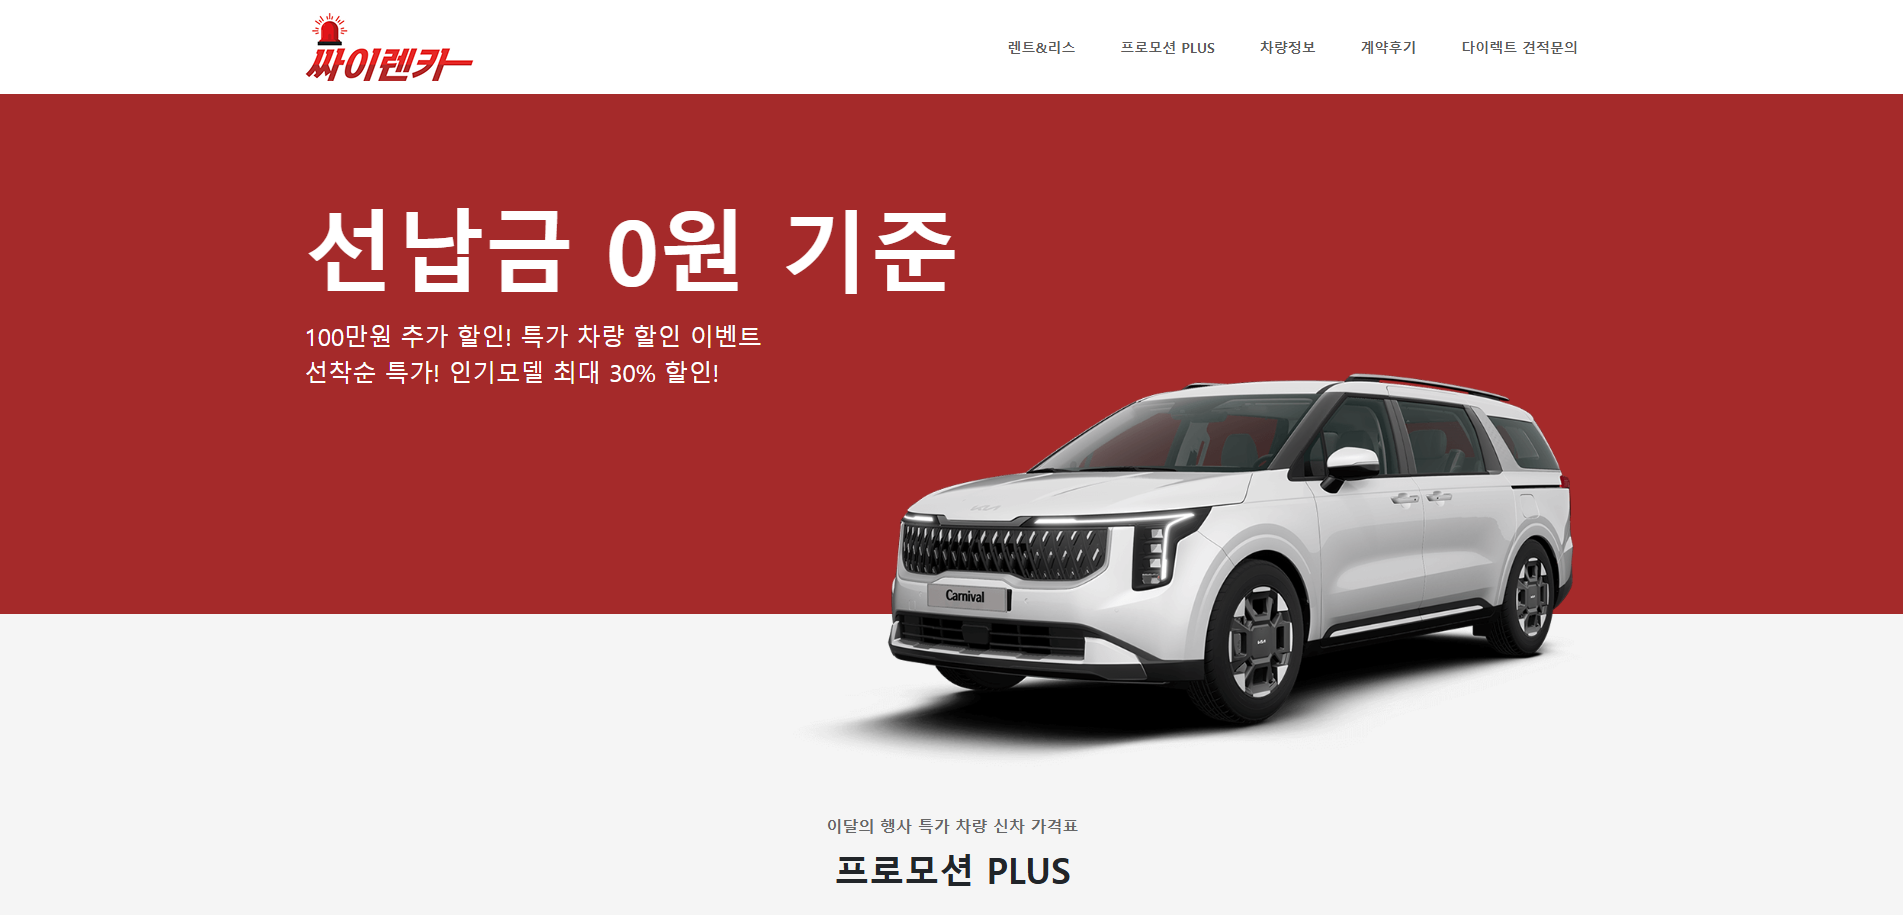 싸이렌카
렌트&리스
프로모션 PLUS
차량정보
계약후기
다이렉트 견적문의
선납금 0원 기준
100만원 추가 할인! 특가 차량 할인 이벤트
선착순 특가! 인기모델 최대 30% 할인!
Carnival
이달의 행사 특가 차량 신차 가격표
프로모션 PLUS